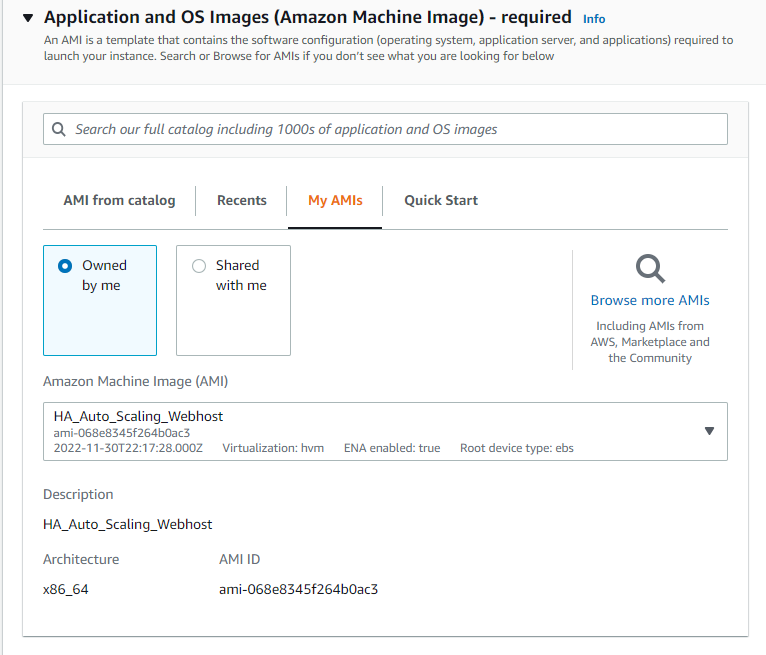 Application and OS Images (Amazon Machine Image) - required Info
An AMI is a template that contains the software configuration (operating system, application server, and applications) required to
launch your instance. Search or Browse for AMIs if you don't see what you are looking for below
Search our full catalog including 1000s of application and OS images
AMI from catalog Recents My AMIs Quick Start
Owned
by me
Shared
with me
Browse more AMIs
Including AMIs from
AWS, Marketplace and
the Community
Amazon Machine Image (AMI)
HA_Auto_Scaling_Webhost
ami-068e8345f264b0ac3
2022-11-30T22:17:28.000Z Virtualization: hvm ENA enabled: true Root device type: ebs
Description
HA_Auto_Scaling_Webhost
Architecture AMI ID
x86_64 ami-068e8345f264b0ac3